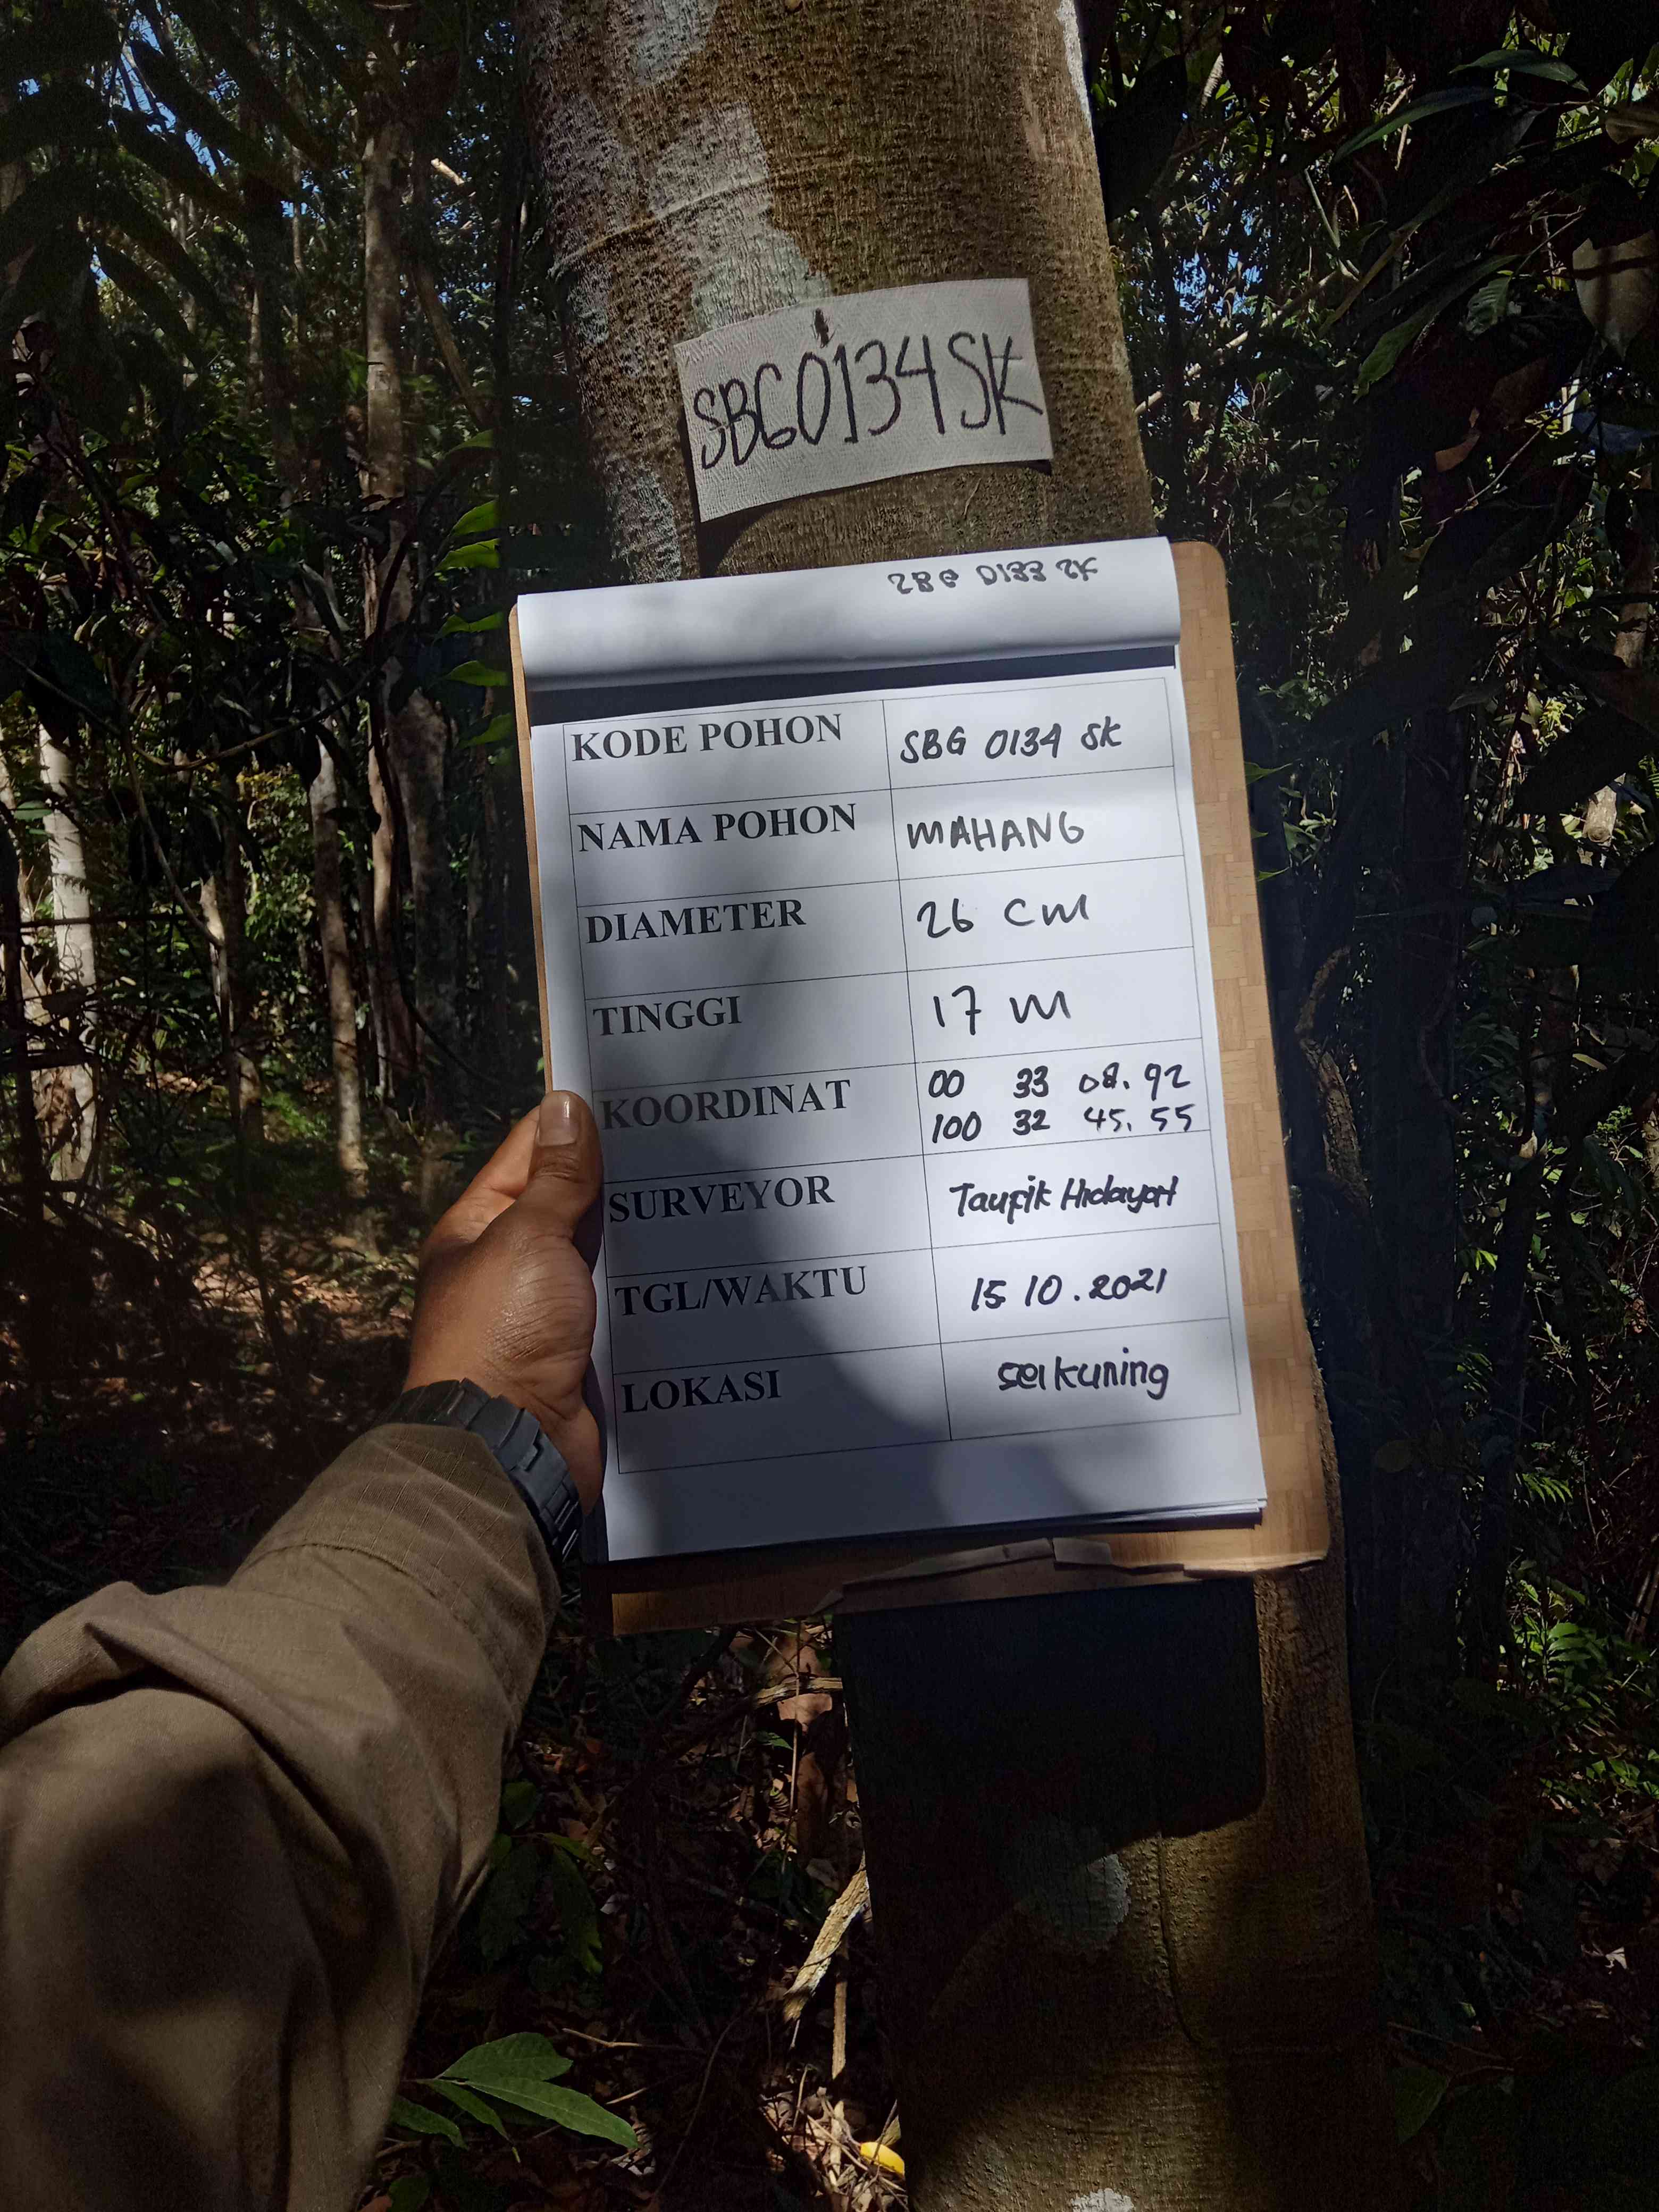 SBG0134SK
SBG 0133 SK
KODE POHON SBG 0134 SK
NAMA POHON MAHANG
DIAMETER 26 cm
TINGGI 17 m
KOORDINAT 00 33 08.92
100 32 45.55
SURVEYOR Taufik Hidayat
TGL/WAKTU 15 10.2021
LOKASI sei kuning